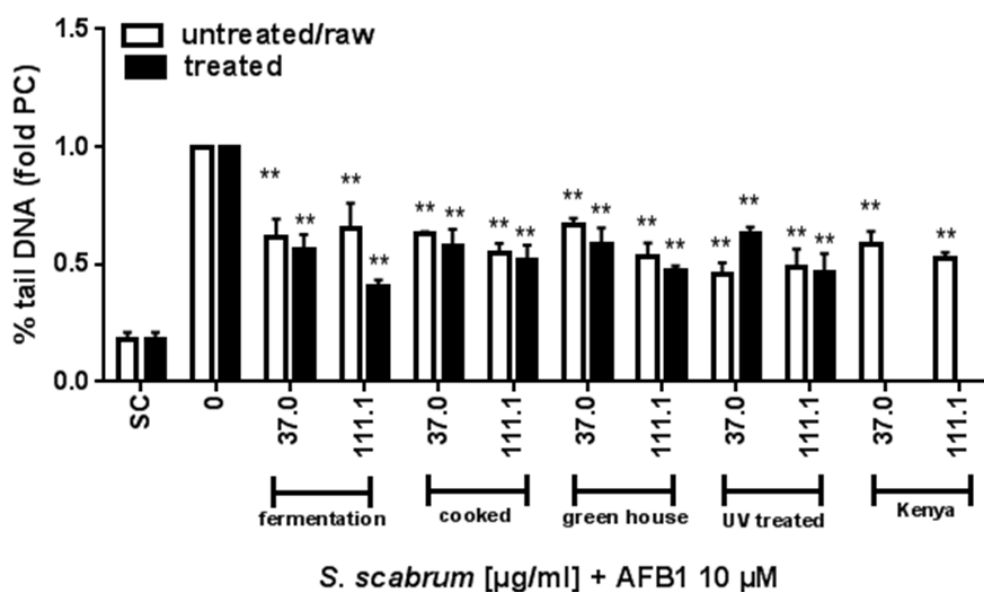 1.5
untreated/raw
treated
1.0
0.5
0.0
% tail DNA (fold PC)
** ** ** ** ** ** ** ** ** ** ** ** ** ** ** ** ** **
SC 0 37.0 111.1 37.0 111.1 37.0 111.1 37.0 111.1 37.0 111.1
fermentation cooked green house UV treated Kenya
S. scabrum [µg/ml] + AFB1 10 µM